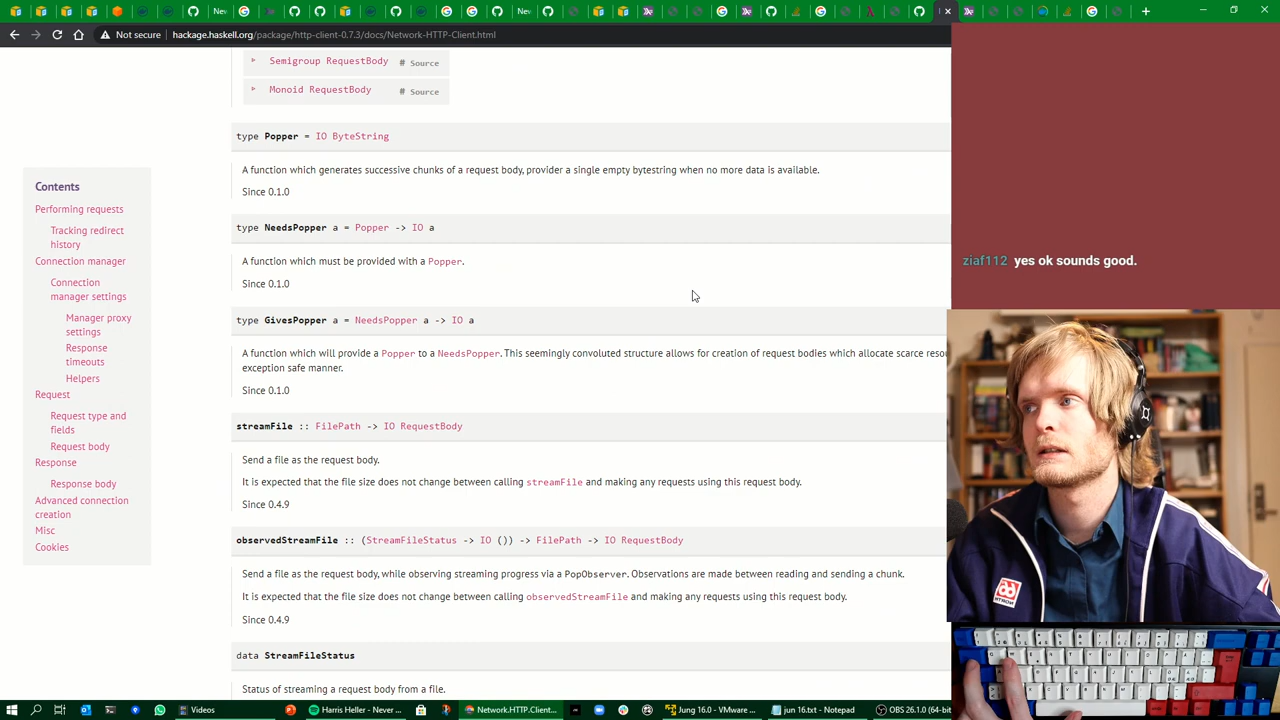 New
New
Not secure
hackage.haskell.org/package/http-client-0.7.3/docs/Network-HTTP-Client.html
Semigroup RequestBody # Source
Monoid RequestBody # Source
type Popper = IO ByteString
A function which generates successive chunks of a request body, provider a single empty bytestring when no more data is available.
Since 0.1.0
type NeedsPopper a = Popper -> IO a
A function which must be provided with a Popper.
Since 0.1.0
type GivesPopper a = NeedsPopper a -> IO a
A function which will provide a Popper to a NeedsPopper. This seemingly convoluted structure allows for creation of request bodies which allocate scarce resou
exception safe manner.
Since 0.1.0
streamFile :: FilePath -> IO RequestBody
Send a file as the request body.
It is expected that the file size does not change between calling streamFile and making any requests using this request body.
Since 0.4.9
observedStreamFile :: (StreamFileStatus -> IO ()) -> FilePath -> IO RequestBody
Send a file as the request body, while observing streaming progress via a PopObserver. Observations are made between reading and sending a chunk.
It is expected that the file size does not change between calling observedStreamFile and making any requests using this request body.
Since 0.4.9
data StreamFileStatus
Status of streaming a request body from a file.
Contents
Performing requests
Tracking redirect
history
Connection manager
Connection
manager settings
Manager proxy
settings
Response
timeouts
Helpers
Request
Request type and
fields
Request body
Response
Response body
Advanced connection
creation
Misc
Cookies
ziaf112 yes ok sounds good.
Videos
Harris Heller - Never ...
Network.HTTP.Client...
Jung 16.0 - VMware ...
jun 16.txt - Notepad
OBS 26.1.0 (64-bit